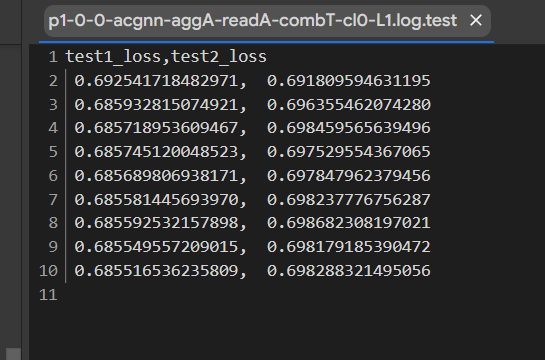 p1-0-0-acgnn-aggA-readA-combT-cl0-L1.log.test ×
1 test1_loss,test2_loss
2 0.692541718482971, 0.691809594631195
3 0.685932815074921, 0.696355462074280
4 0.685718953609467, 0.698459565639496
5 0.685745120048523, 0.697529554367065
6 0.685689806938171, 0.697847962379456
7 0.685581445693970, 0.698237776756287
8 0.685592532157898, 0.698682308197021
9 0.685549557209015, 0.698179185390472
10 0.685516536235809, 0.698288321495056
11